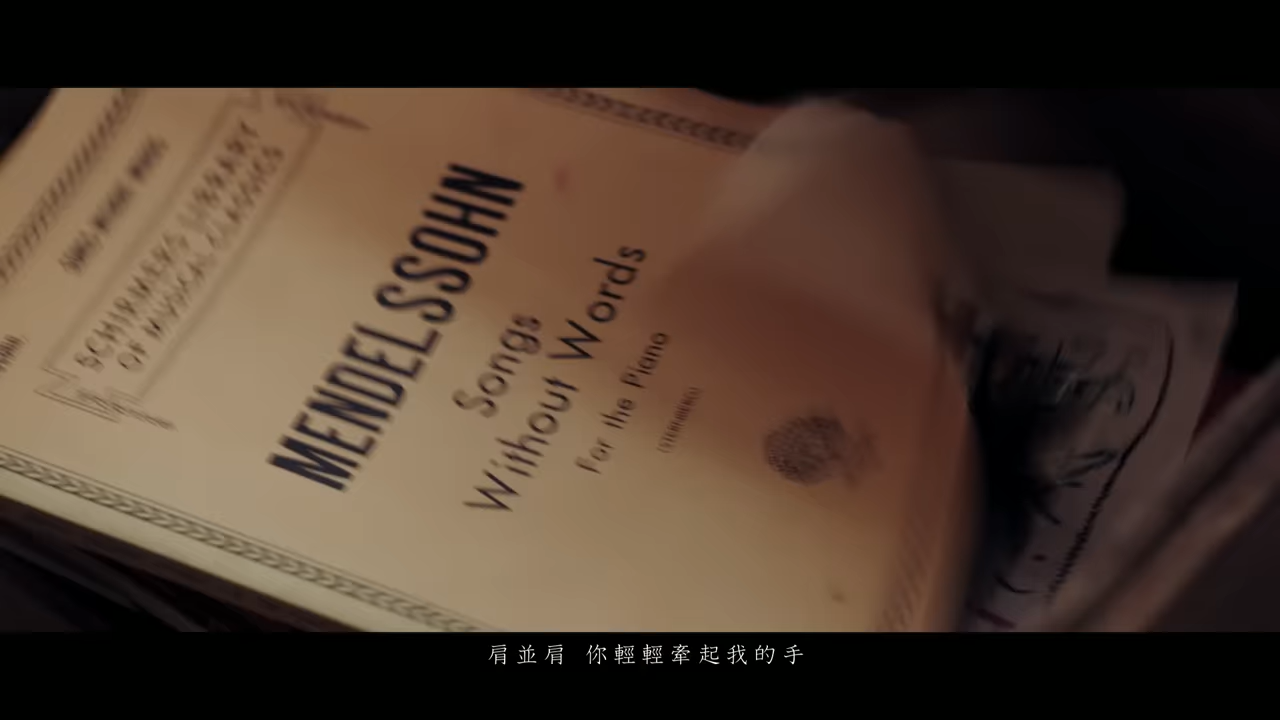 SCHIRMER'S LIBRARY
OF MUSICAL CLASSICS
MENDELSSOHN
Songs
Without Words
For the Piano
(STERNBERG)
肩並肩 你輕輕牽起我的手